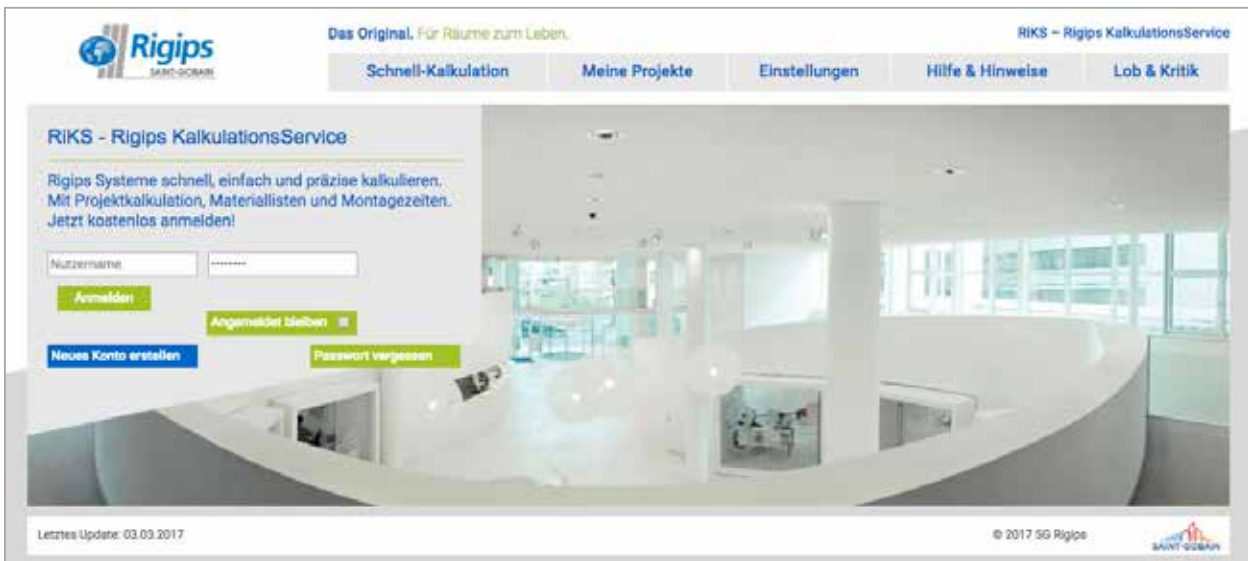 Rigips
SAINT-GOBAIN
Das Original. Für Räume zum Leben.
RiKS – Rigips KalkulationsService
Schnell-Kalkulation Meine Projekte Einstellungen Hilfe & Hinweise Lob & Kritik
RiKS - Rigips KalkulationsService
Rigips Systeme schnell, einfach und präzise kalkulieren.
Mit Projektkalkulation, Materiallisten und Montagezeiten.
Jetzt kostenlos anmelden!
Nutzername
Anmelden
Angemeldet bleiben
Neues Konto erstellen Passwort vergessen
Letztes Update: 03.03.2017 © 2017 SG Rigips
SAINT-GOBAIN